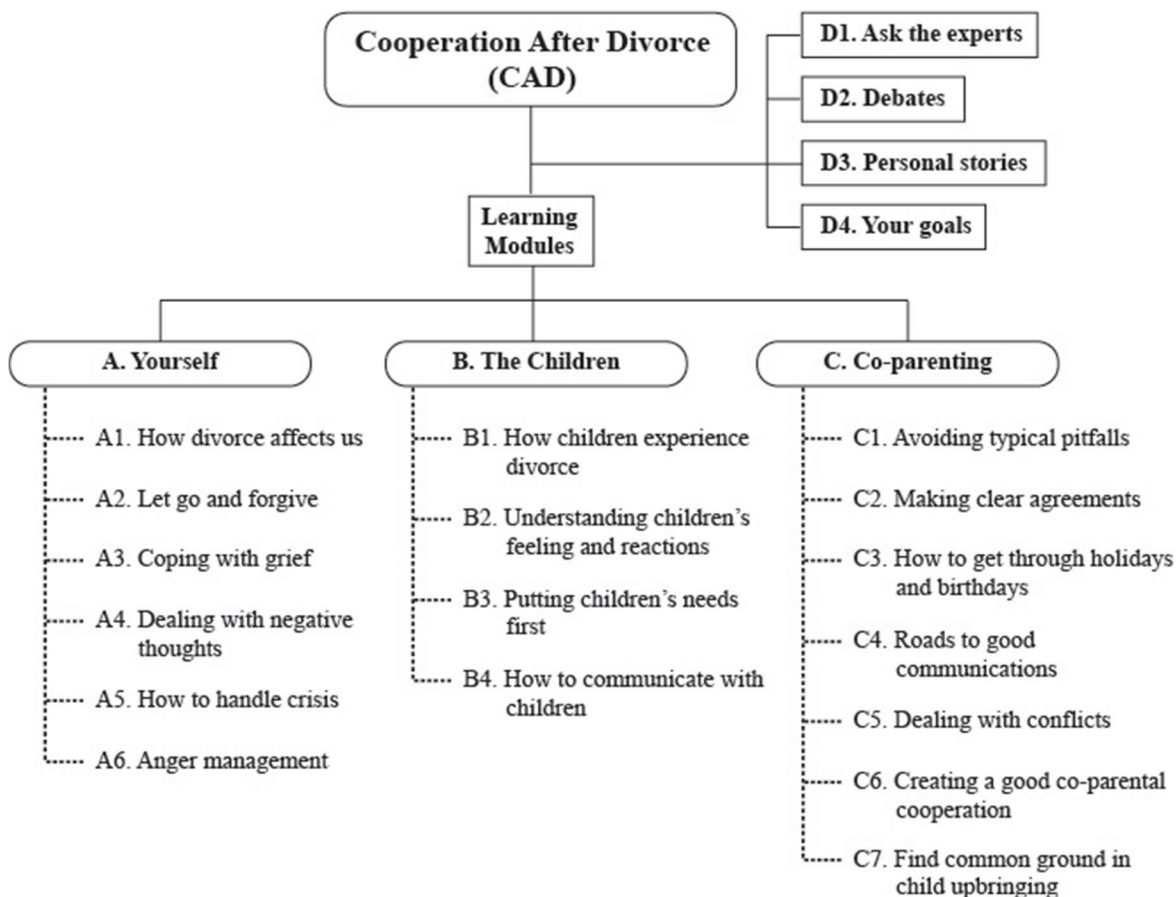 Cooperation After Divorce
(CAD)
D1. Ask the experts
D2. Debates
D3. Personal stories
D4. Your goals
Learning
Modules
A. Yourself
A1. How divorce affects us
A2. Let go and forgive
A3. Coping with grief
A4. Dealing with negative
thoughts
A5. How to handle crisis
A6. Anger management
B. The Children
B1. How children experience
divorce
B2. Understanding children’s
feeling and reactions
B3. Putting children’s needs
first
B4. How to communicate with
children
C. Co-parenting
C1. Avoiding typical pitfalls
C2. Making clear agreements
C3. How to get through holidays
and birthdays
C4. Roads to good
communications
C5. Dealing with conflicts
C6. Creating a good co-parental
cooperation
C7. Find common ground in
child upbringing